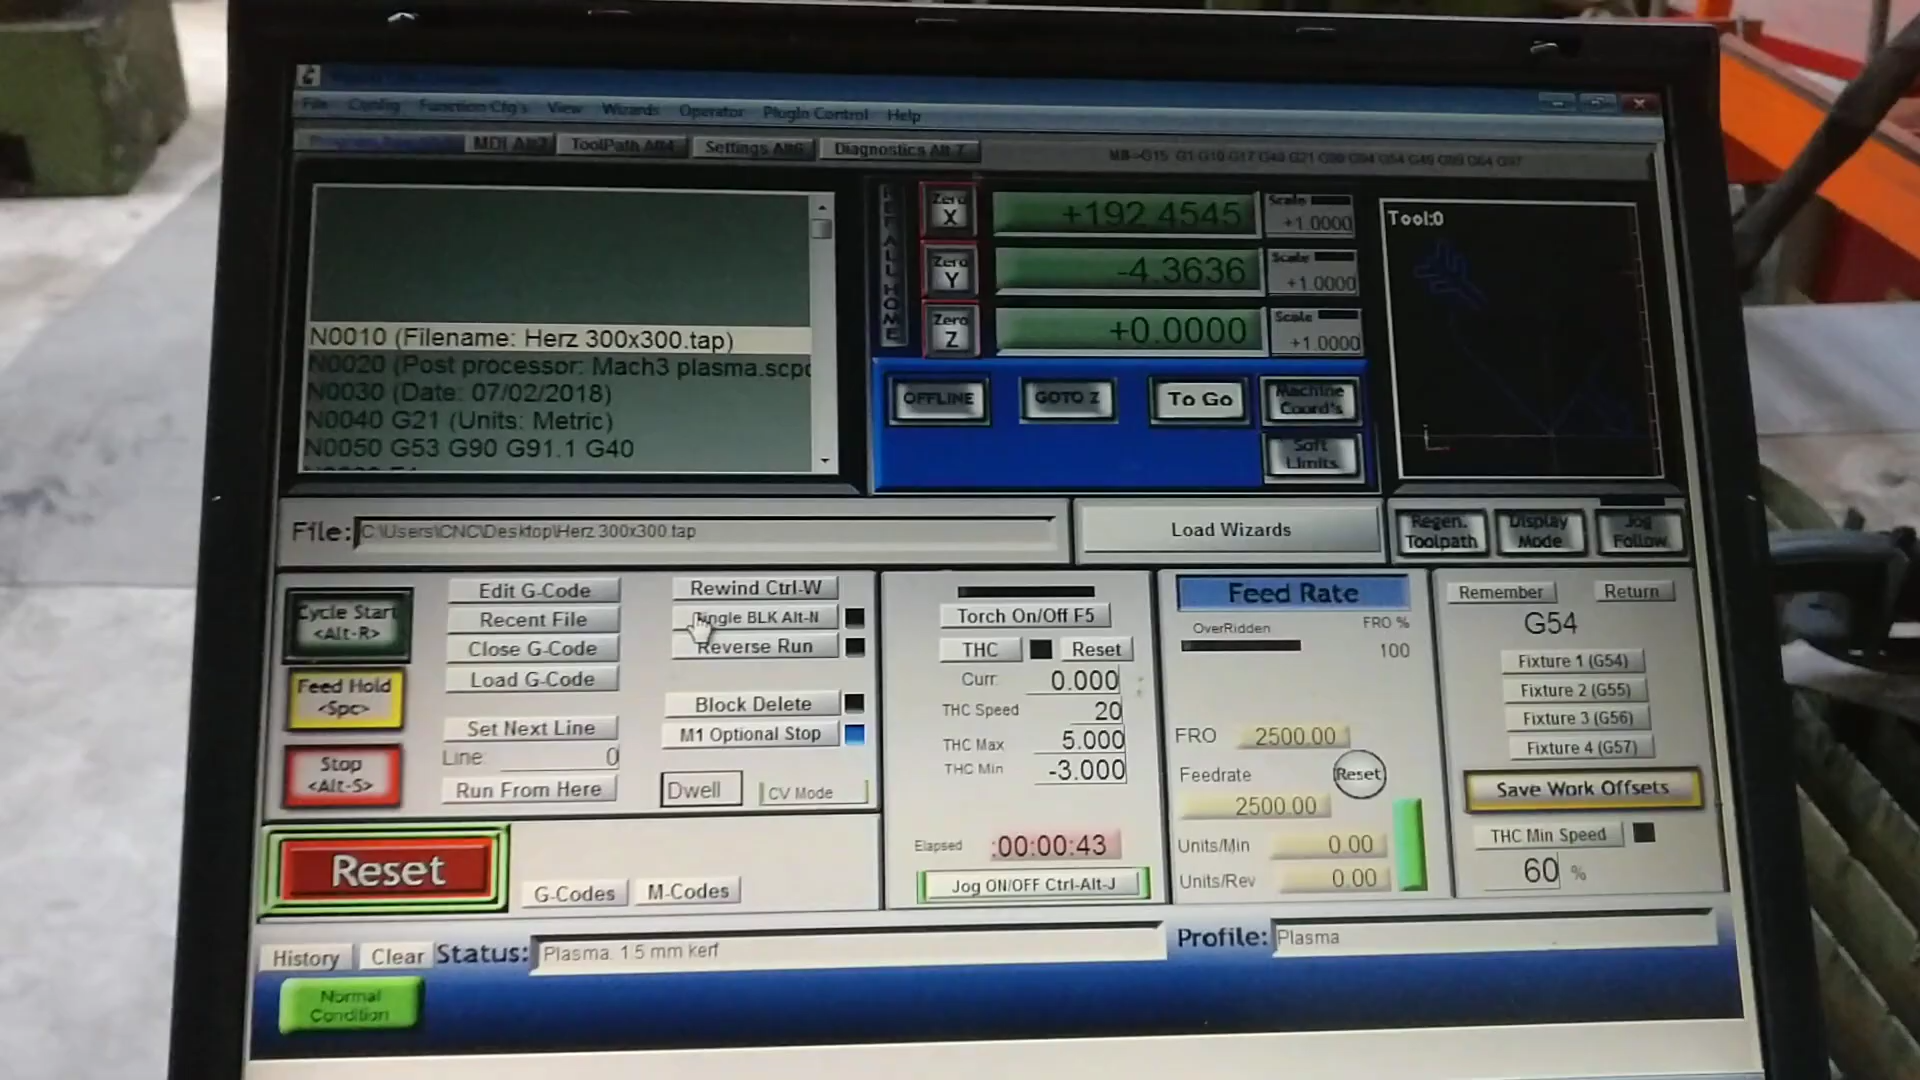 File Config Function Cfg's View Wizards Operator PlugIn Control Help
MDI Alt2 ToolPath Alt4 Settings Alt6 Diagnostics Alt-7
N0010 (Filename: Herz 300x300.tap)
N0020 (Post processor: Mach3 plasma.scpc
N0030 (Date: 07/02/2018)
N0040 G21 (Units: Metric)
N0050 G53 G90 G91.1 G40
REF ALL HOME
Zero X +192.4545 Scale +1.0000
Zero Y -4.3636 Scale +1.0000
Zero Z +0.0000 Scale +1.0000
OFFLINE GOTO Z To Go Machine Coord's
Soft Limits
Tool:0
File: C:\Users\CNC\Desktop\Herz 300x300.tap
Load Wizards
Regen. Toolpath
Display Mode
Jog Follow
Cycle Start
<Alt-R>
Feed Hold
<Spc>
Stop
<Alt-S>
Edit G-Code
Recent File
Close G-Code
Load G-Code
Set Next Line
Line: 0
Run From Here
Rewind Ctrl-W
BLK Alt-N
Reverse Run
Block Delete
M1 Optional Stop
Dwell CV Mode
Reset
G-Codes M-Codes
Torch On/Off F5
THC Reset
Curr. 0.000
THC Speed 20
THC Max 5.000
THC Min -3.000
Elapsed :00:00:43
Jog ON/OFF Ctrl-Alt-J
Feed Rate
OverRidden FRO %
100
FRO 2500.00
Feedrate Reset
2500.00
Units/Min 0.00
Units/Rev 0.00
Remember Return
G54
Fixture 1 (G54)
Fixture 2 (G55)
Fixture 3 (G56)
Fixture 4 (G57)
Save Work Offsets
THC Min Speed
60 %
History Clear Status: Plasma. 1.5 mm kerf
Profile: Plasma
Normal
Condition